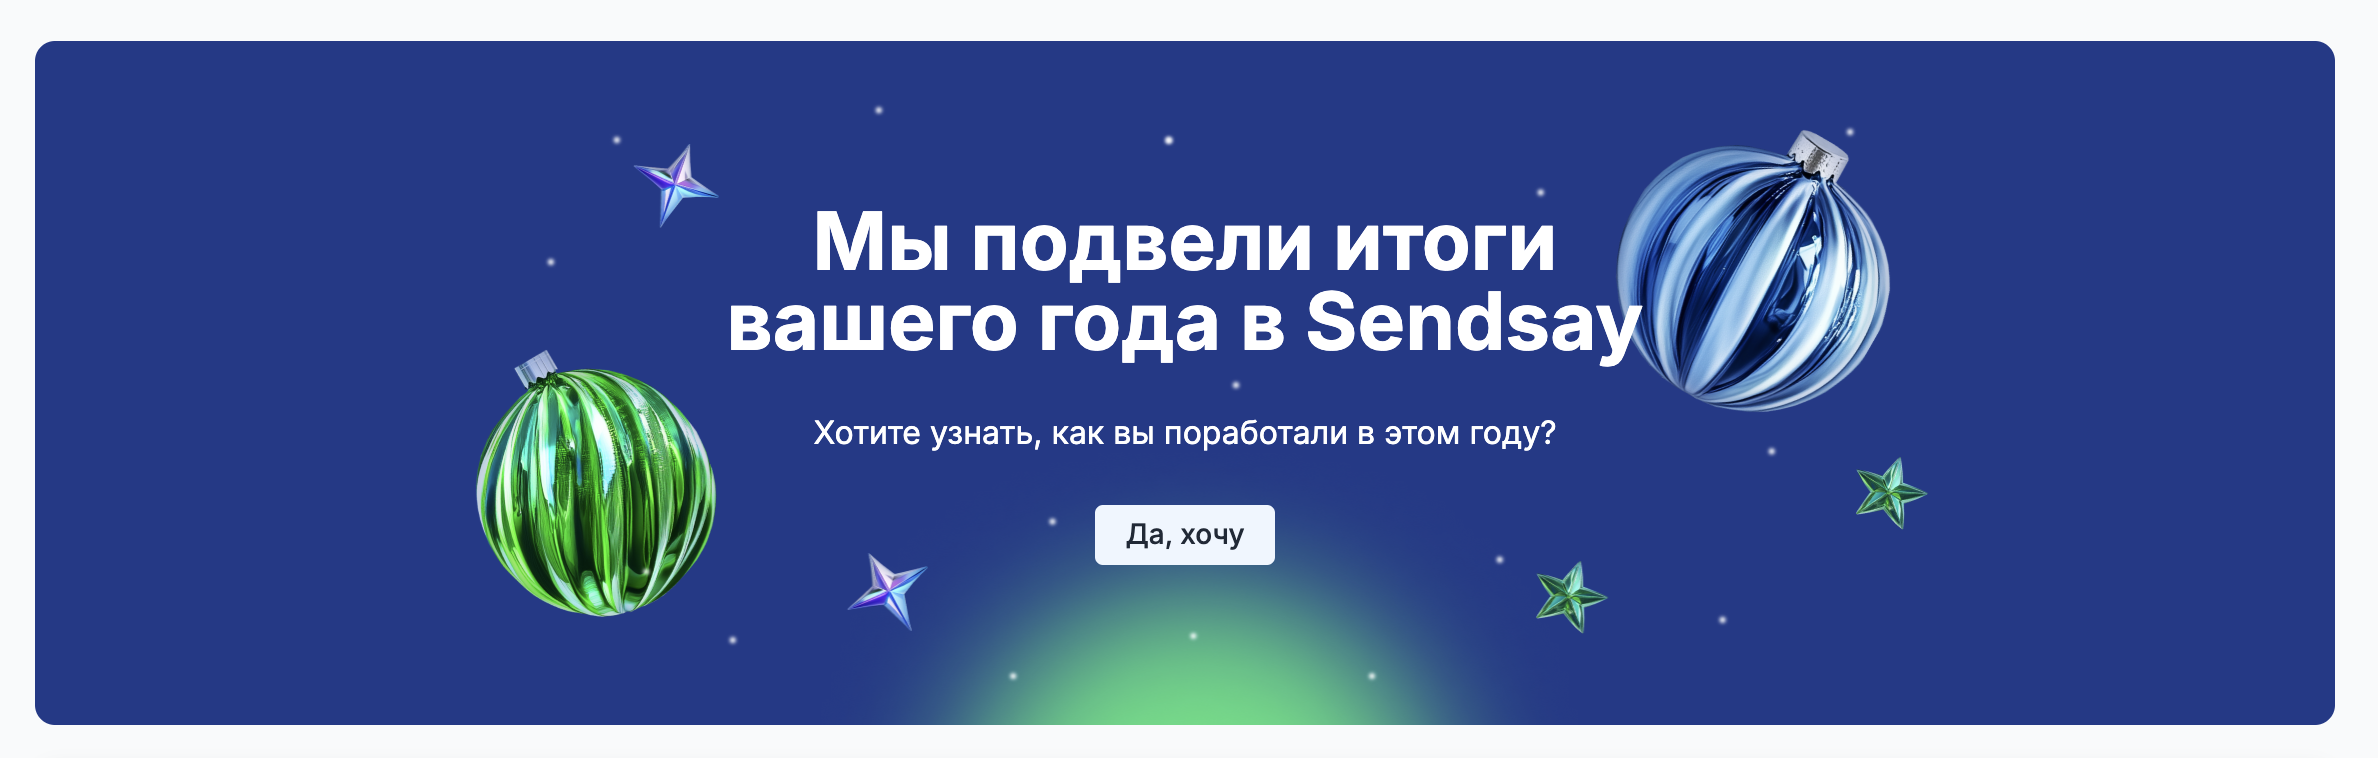 Мы подвели итоги
вашего года в Sendsay
Хотите узнать, как вы поработали в этом году?
Да, хочу